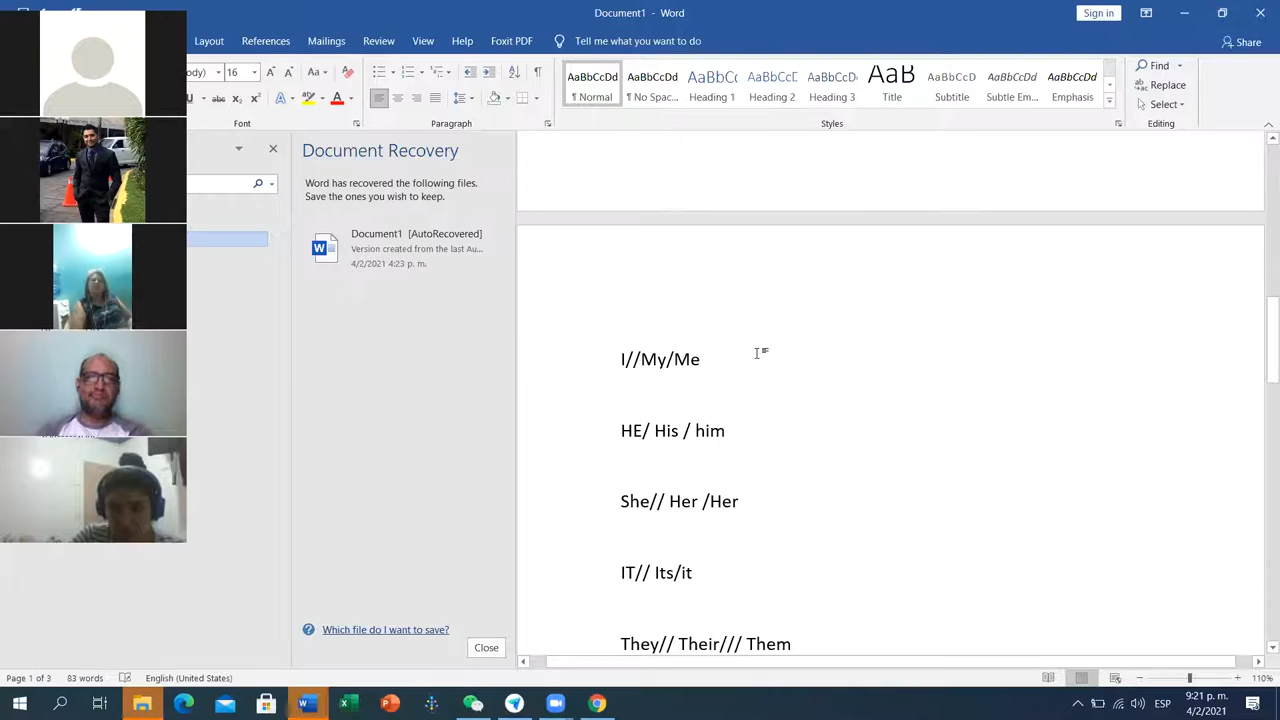 Document1 - Word
Sign in
Layout References Mailings Review View Help Foxit PDF Tell me what you want to do Share
16 Aa
Find
Replace
Select
AaBbCcDd AaBbCcDd AaBbCc AaBbCcC AaBbCcD AaB AaBbCcD AaBbCcDd AaBbCcDd
¶ Normal ¶ No Spac... Heading 1 Heading 2 Heading 3 Title Subtitle Subtle Em... Emphasis
Font Paragraph Styles Editing
Document Recovery
Word has recovered the following files.
Save the ones you wish to keep.
Document1 [AutoRecovered]
Version created from the last Au...
4/2/2021 4:23 p. m.
I//My/Me
HE/ His / him
She// Her /Her
IT// Its/it
They// Their/// Them
Which file do I want to save?
Close
Page 1 of 3 83 words English (United States) 110%
ESP 9:21 p. m.
4/2/2021